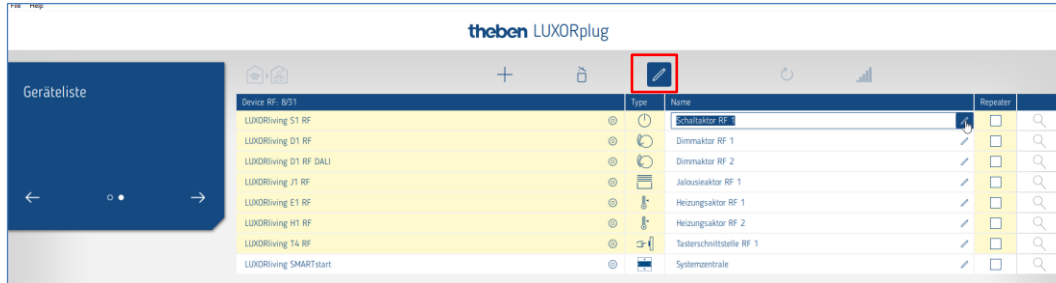 File Help
theben LUXORplug
Geräteliste
Device RF: 8/31 Type Name Repeater
LUXORliving S1 RF Schaltaktor RF 1
LUXORliving D1 RF Dimmaktor RF 1
LUXORliving D1 RF DALI Dimmaktor RF 2
LUXORliving J1 RF Jalousieaktor RF 1
LUXORliving E1 RF Heizungsaktor RF 1
LUXORliving H1 RF Heizungsaktor RF 2
LUXORliving T4 RF Tasterschnittstelle RF 1
LUXORliving SMARTstart Systemzentrale